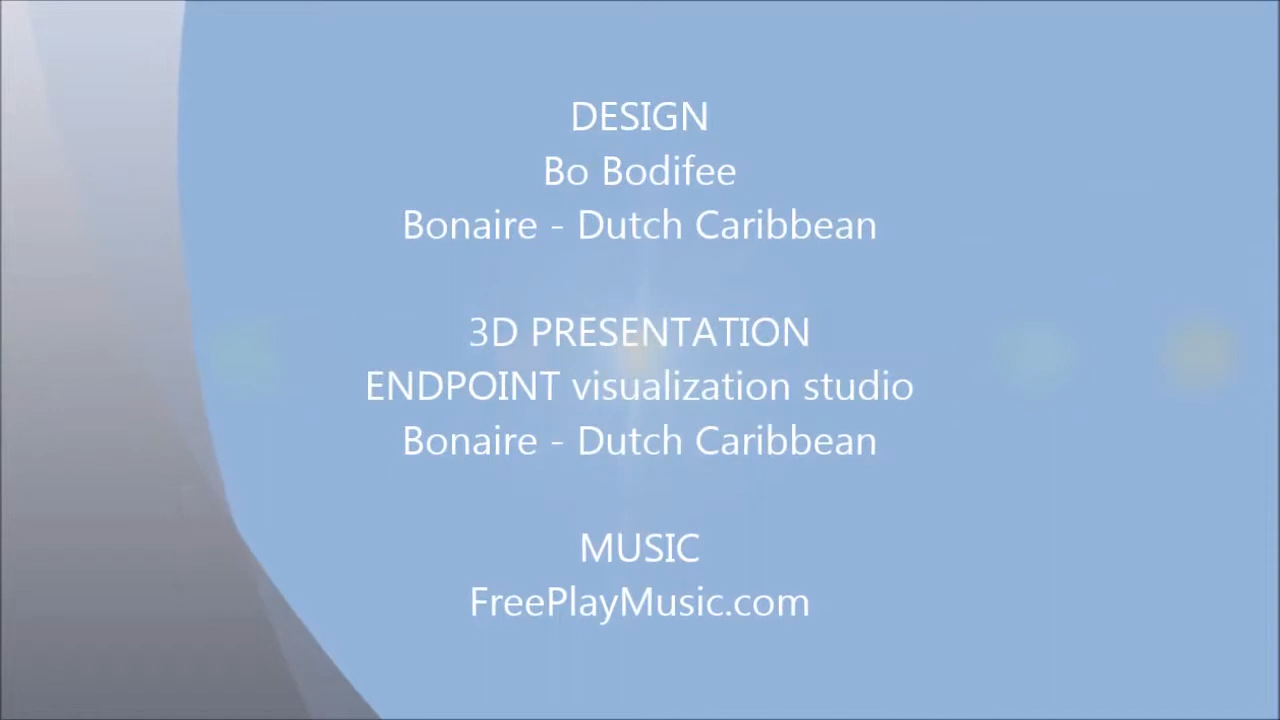 DESIGN
Bo Bodifee
Bonaire - Dutch Caribbean
3D PRESENTATION
ENDPOINT visualization studio
Bonaire - Dutch Caribbean
MUSIC
FreePlayMusic.com